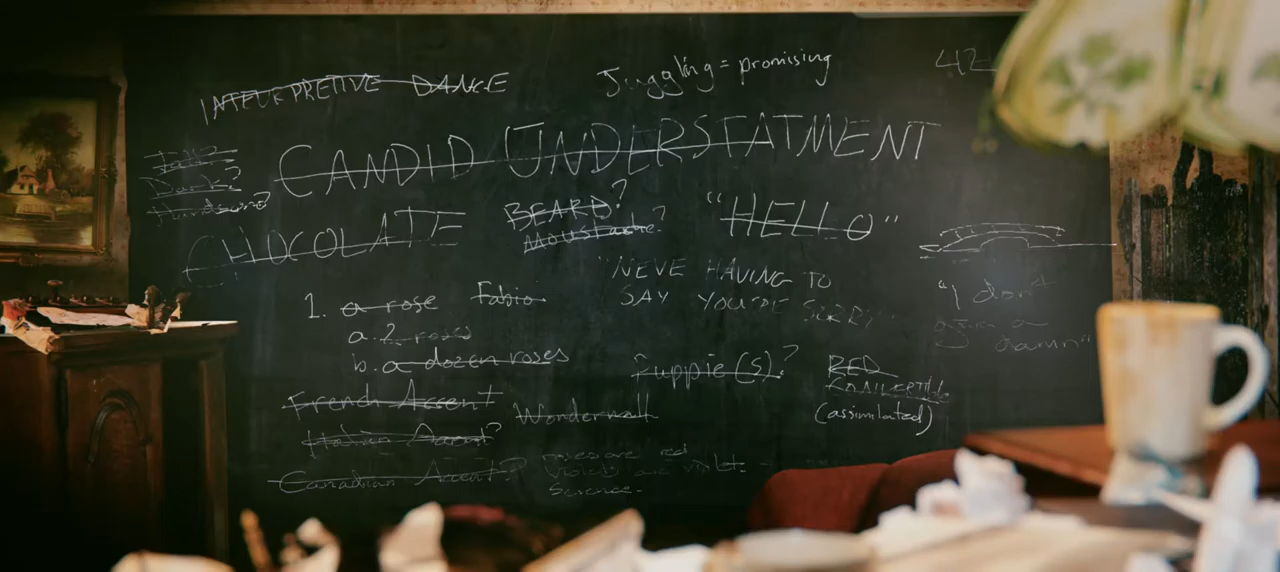 INTERPRETIVE DANCE
Juggling = promising
42
CANDID UNDERSTATMENT
Tall?
Dark?
Handsome?
CHOCOLATE
BEARD?
Moustache?
"HELLO"
"NEVE HAVING TO
SAY YOU'RE SORRY
1. a rose
Fabio
a. 2 roses
b. a dozen roses
"I don't
give a
damn"
Puppie(s)?
RED
(assimilated)
French Accent
Wonderwall
Italian Accent?
Canadian Accent?
roses are red
violets are violet
Science.